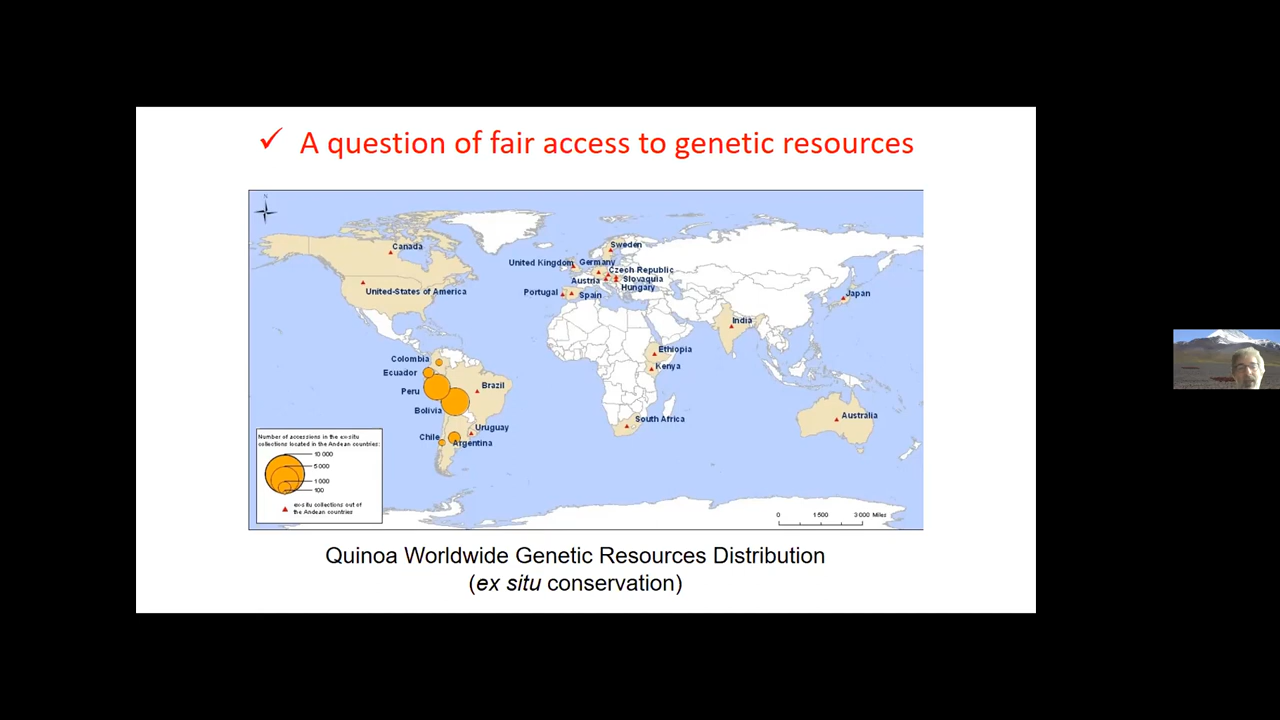 ✓ A question of fair access to genetic resources
N
Canada
Sweden
United Kingdom
Germany
Czech Republic
Austria
Slovaquia
Hungary
United-States of America
Portugal
Spain
Japan
India
Colombia
Ethiopia
Ecuador
Kenya
Peru
Brazil
Bolivia
Uruguay
South Africa
Australia
Chile
Argentina
Number of accessions in the ex-situ
collections located in the Andean countries:
10 000
5 000
1 000
100
ex-situ collections out of
the Andean countries
0 1 500 3 000 Miles
Quinoa Worldwide Genetic Resources Distribution
(ex situ conservation)